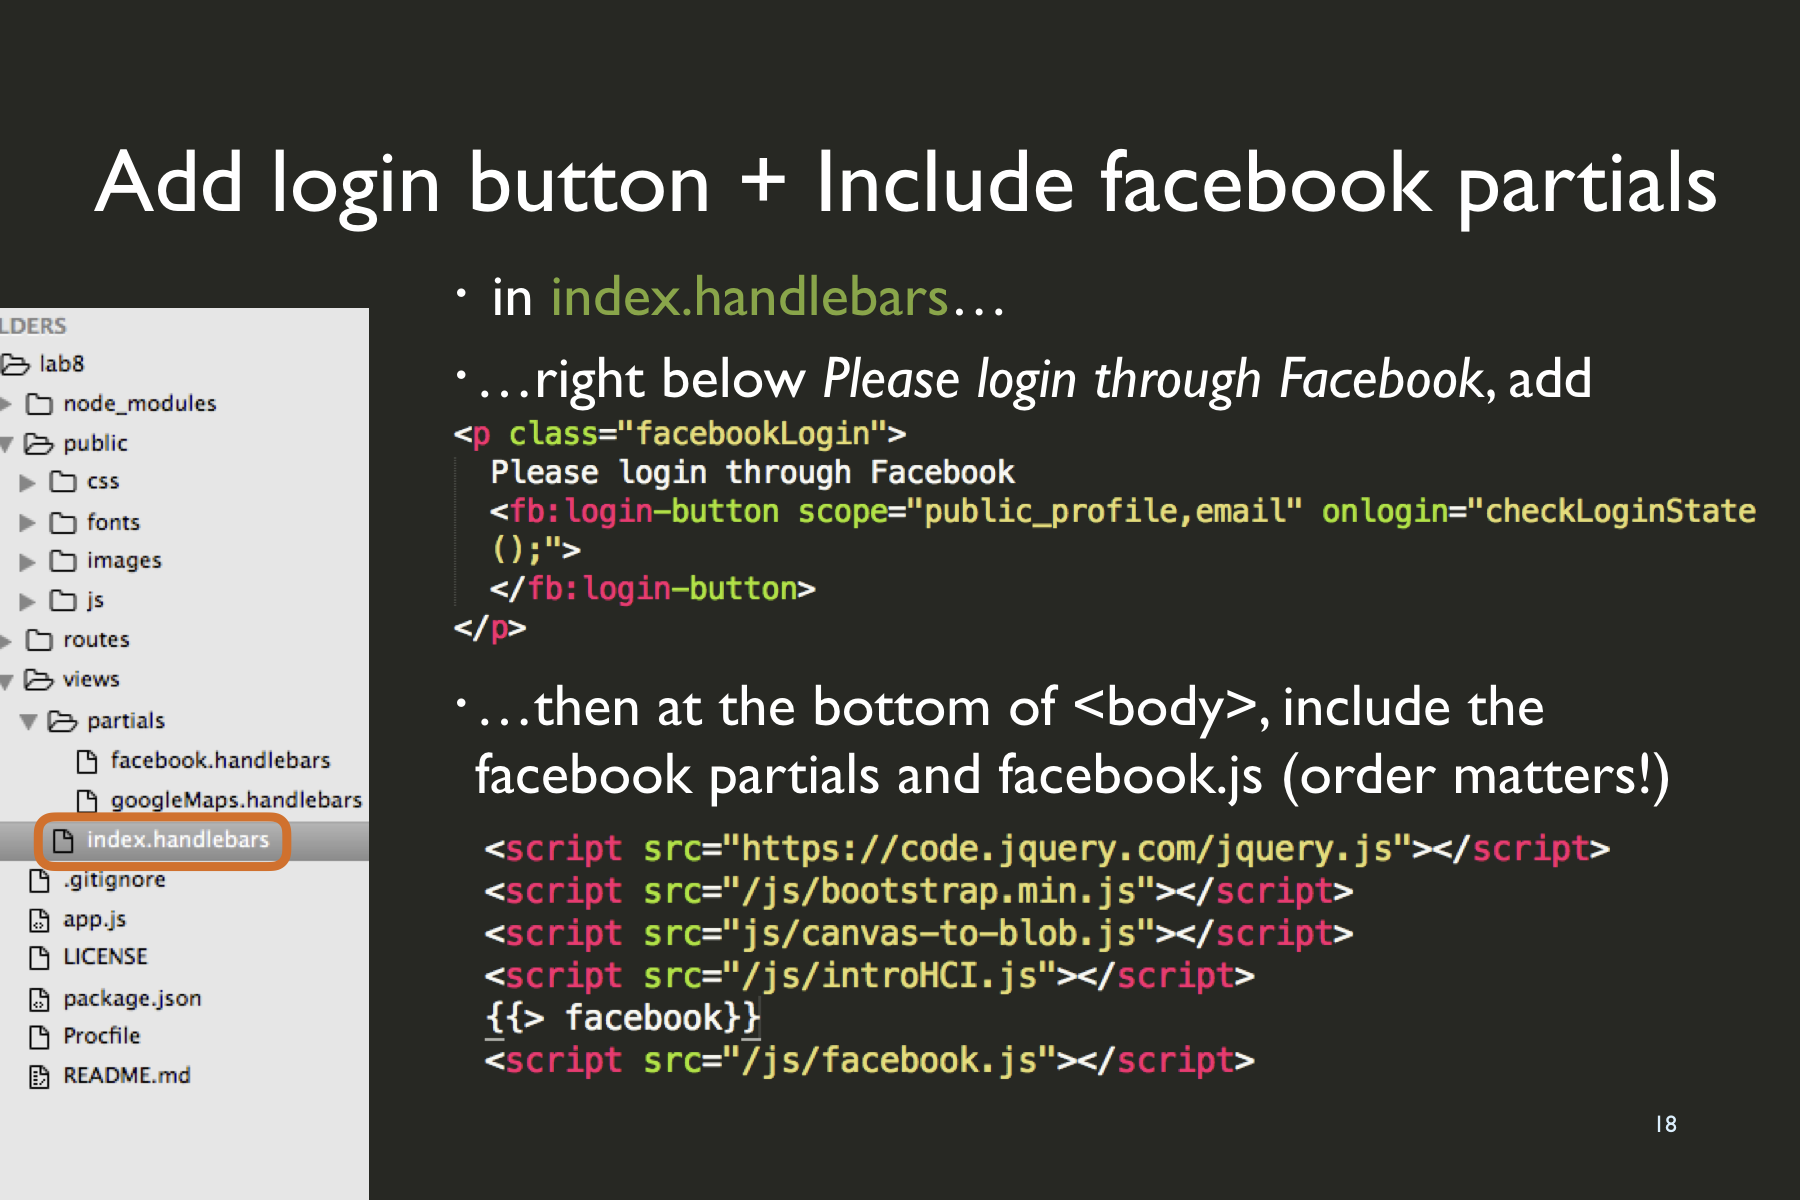 Add login button + Include facebook partials
LDERS
lab8
node_modules
public
css
fonts
images
js
routes
views
partials
facebook.handlebars
googleMaps.handlebars
index.handlebars
.gitignore
app.js
LICENSE
package.json
Procfile
README.md
• in index.handlebars…
• …right below Please login through Facebook, add
<p class="facebookLogin">
Please login through Facebook
<fb:login-button scope="public_profile,email" onlogin="checkLoginState
();">
</fb:login-button>
</p>
• …then at the bottom of <body>, include the
facebook partials and facebook.js (order matters!)
<script src="https://code.jquery.com/jquery.js"></script>
<script src="/js/bootstrap.min.js"></script>
<script src="js/canvas-to-blob.js"></script>
<script src="/js/introHCI.js"></script>
{{> facebook}}
<script src="/js/facebook.js"></script>
18